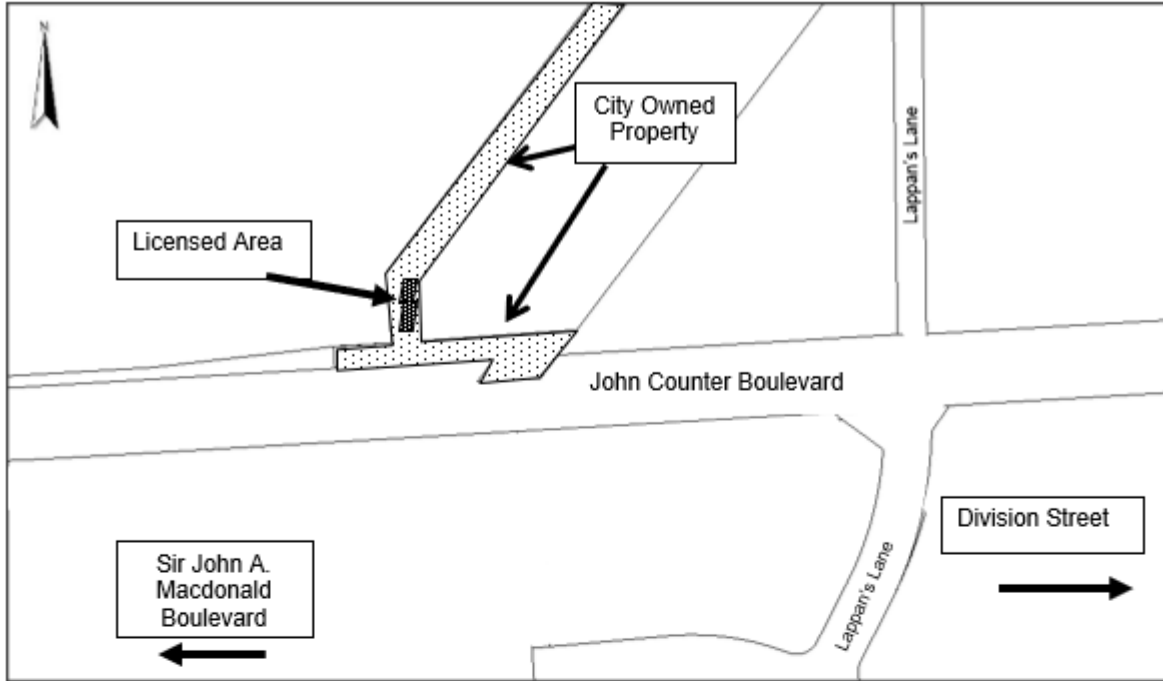 N
City Owned
Property
Lappan's Lane
Licensed Area
John Counter Boulevard
Division Street
Sir John A.
Macdonald
Boulevard
Lappan's Lane